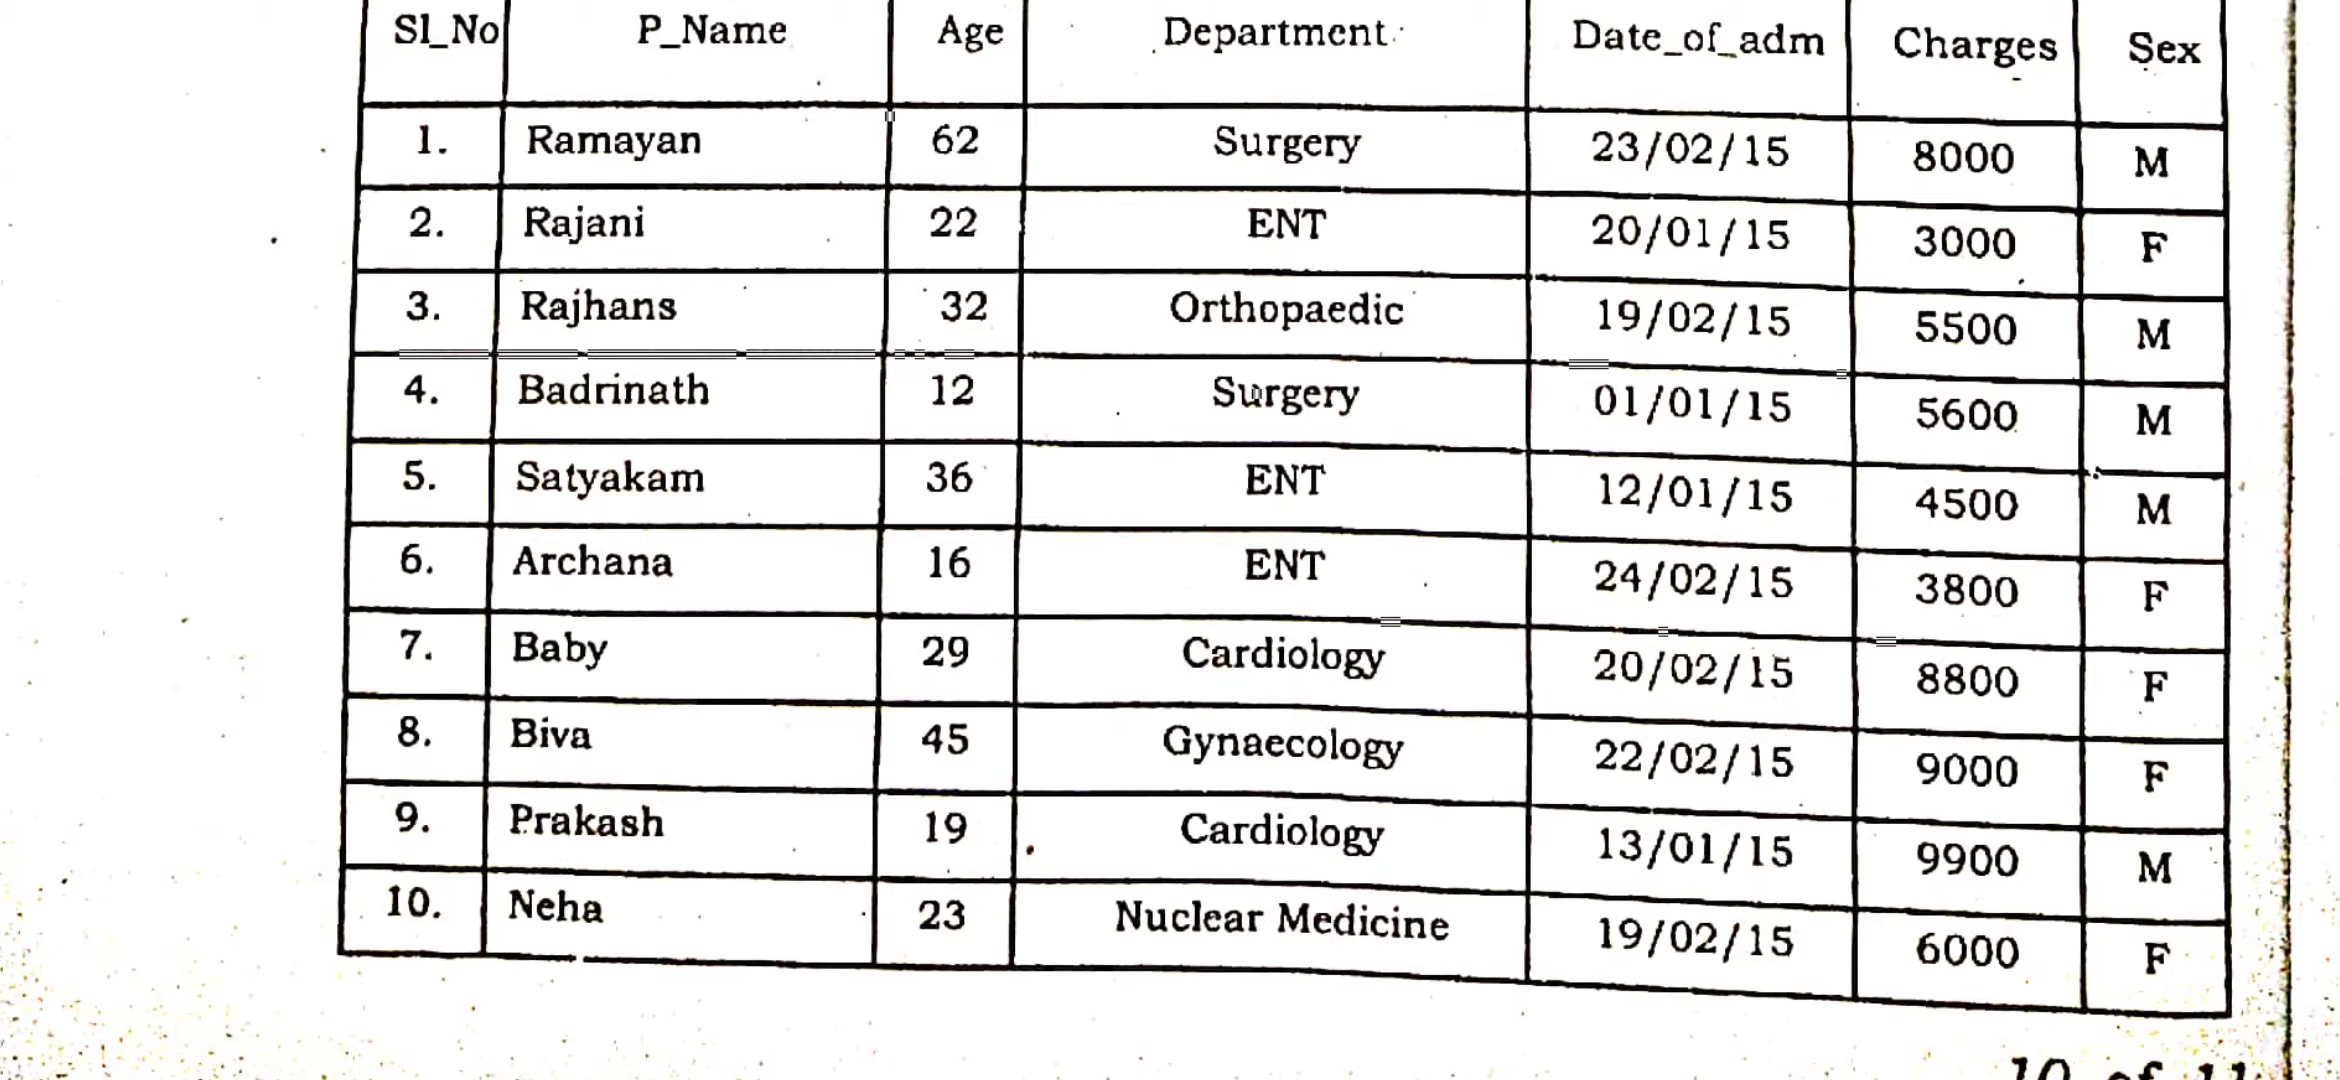 Sl_No P_Name Age Department Date_of_adm Charges Sex
1. Ramayan 62 Surgery 23/02/15 8000 M
2. Rajani 22 ENT 20/01/15 3000 F
3. Rajhans 32 Orthopaedic 19/02/15 5500 M
4. Badrinath 12 Surgery 01/01/15 5600 M
5. Satyakam 36 ENT 12/01/15 4500 M
6. Archana 16 ENT 24/02/15 3800 F
7. Baby 29 Cardiology 20/02/15 8800 F
8. Biva 45 Gynaecology 22/02/15 9000 F
9. Prakash 19 Cardiology 13/01/15 9900 M
10. Neha 23 Nuclear Medicine 19/02/15 6000 F
10 of 11